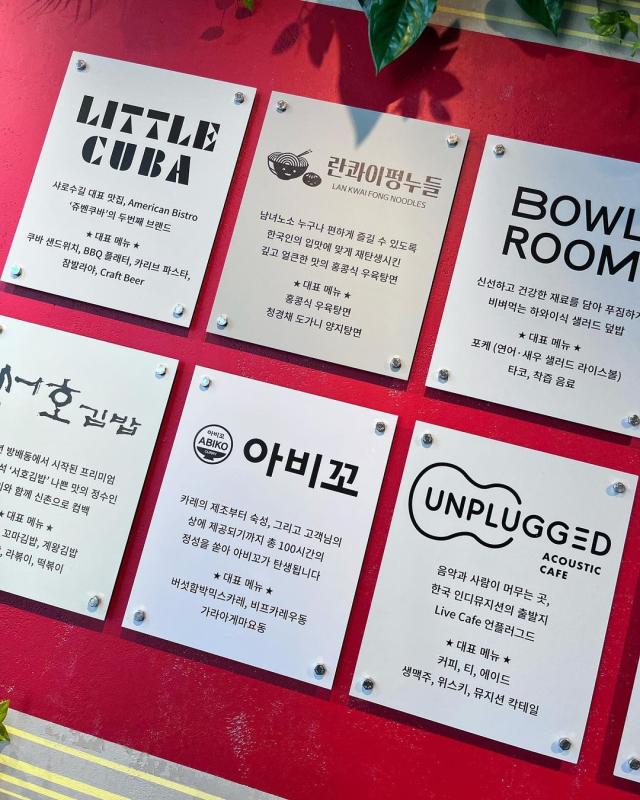 LITTLE
CUBA
샤로수길 대표 맛집, American Bistro
'쥬벤쿠바'의 두번째 브랜드
★ 대표 메뉴 ★
쿠바 샌드위치, BBQ 플래터, 카리브 파스타,
잠발라야, Craft Beer
란콰이펑누들
LAN KWAI FONG NOODLES
남녀노소 누구나 편하게 즐길 수 있도록
한국인의 입맛에 맞게 재탄생시킨
깊고 얼큰한 맛의 홍콩식 우육탕면
★ 대표 메뉴 ★
홍콩식 우육탕면
청경채 도가니 양지탕면
BOWL
ROOM
신선하고 건강한 재료를 담아 푸짐하게
비벼먹는 하와이식 샐러드 덮밥
★ 대표 메뉴 ★
포케 (연어·새우 샐러드 라이스볼)
타코, 착즙 음료
서호김밥
방배동에서 시작된 프리미엄
'서호김밥' 나쁜 맛의 정수인
와 함께 신촌으로 컴백
★ 대표 메뉴 ★
꼬마김밥, 계왕김밥
라볶이, 떡볶이
아비꼬
ABIKO
CURRY
아비꼬
카레의 제조부터 숙성, 그리고 고객님의
상에 제공되기까지 총 100시간의
정성을 쏟아 아비꼬가 탄생됩니다
★ 대표 메뉴 ★
버섯함박믹스카레, 비프카레우동
가라아게마요동
UNPLUGGED
ACOUSTIC
CAFE
음악과 사람이 머무는 곳,
한국 인디뮤지션의 출발지
Live Cafe 언플러그드
★ 대표 메뉴 ★
커피, 티, 에이드
생맥주, 위스키, 뮤지션 칵테일